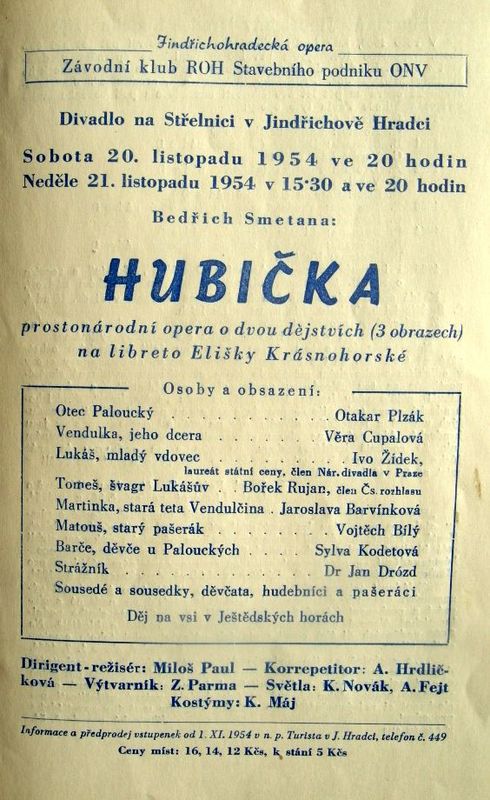 Jindřichohradecká opera
Závodní klub ROH Stavebního podniku ONV
Divadlo na Střelnici v Jindřichově Hradci
Sobota 20. listopadu 1954 ve 20 hodin
Neděle 21. listopadu 1954 v 15·30 a ve 20 hodin
Bedřich Smetana:
HUBIČKA
prostonárodní opera o dvou dějstvích (3 obrazech)
na libreto Elišky Krásnohorské
Osoby a obsazení:
Otec Paloucký . . . . . . . . . . . Otakar Plzák
Vendulka, jeho dcera . . . . . . . Věra Cupalová
Lukáš, mladý vdovec . . . . . . . . . Ivo Žídek,
laureát státní ceny, člen Nár. divadla v Praze
Tomeš, švagr Lukášův . . Bořek Rujan, člen Čs. rozhlasu
Martinka, stará teta Vendulčina . Jaroslava Barvínková
Matouš, starý pašerák . . . . . . . Vojtěch Bílý
Barče, děvče u Palouckých . . . . Sylva Kodetová
Strážník . . . . . . . . . . . . . Dr Jan Drózd
Sousedé a sousedky, děvčata, hudebníci a pašeráci
Děj na vsi v Ještědských horách
Dirigent-režisér: Miloš Paul — Korrepetitor: A. Hrdlič-
ková — Výtvarník: Z. Parma — Světla: K. Novák, A. Fejt
Kostýmy: K. Máj
Informace a předprodej vstupenek od 1. XI. 1954 v n. p. Turista v J. Hradci, telefon č. 449
Ceny míst: 16, 14, 12 Kčs, k stání 5 Kčs